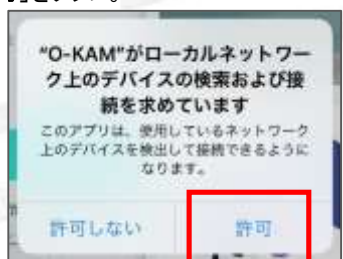 "O-KAM"がローカルネットワー
ク上のデバイスの検索および接
続を求めています
このアプリは、使用しているネットワーク
上のデバイスを検出して接続できるように
なります。
許可しない
許可